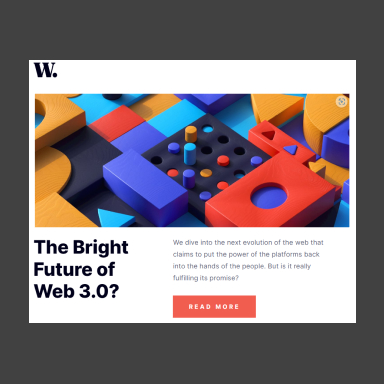 W.
The Bright
Future of
Web 3.0?
We dive into the next evolution of the web that
claims to put the power of the platforms back
into the hands of the people. But is it really
fulfilling its promise?
READ MORE